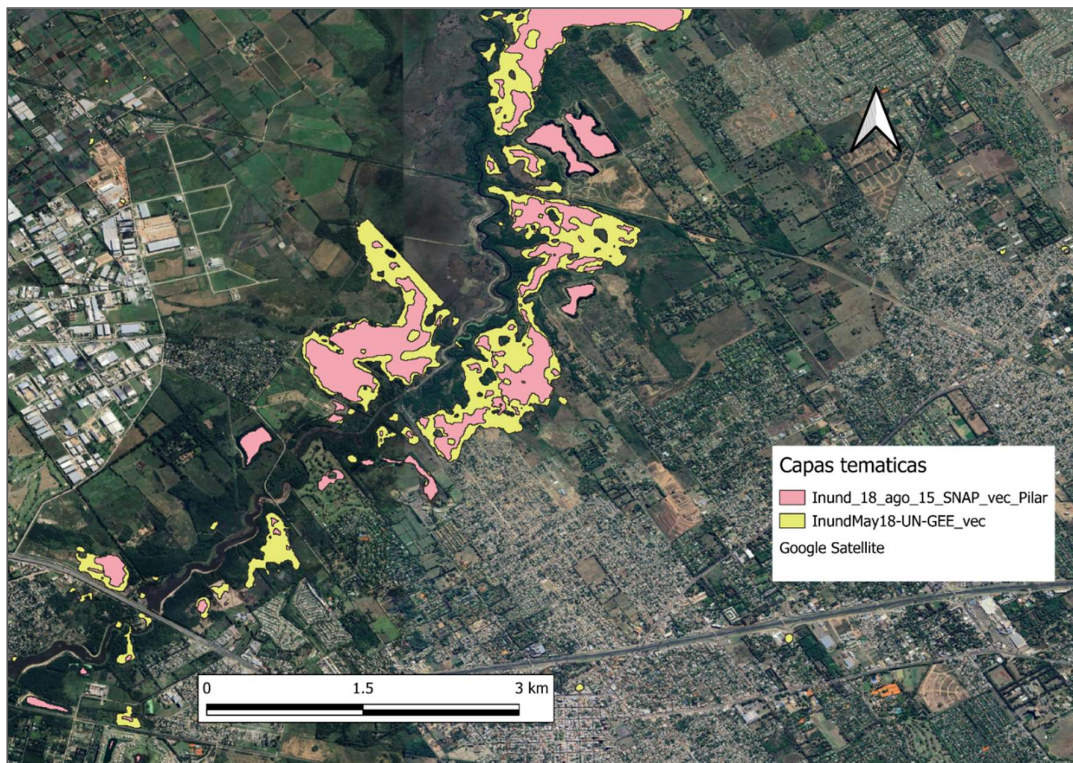 Capas tematicas
Inund_18_ago_15_SNAP_vec_Pilar
InundMay18-UN-GEE_vec
Google Satellite
0 1.5 3 km